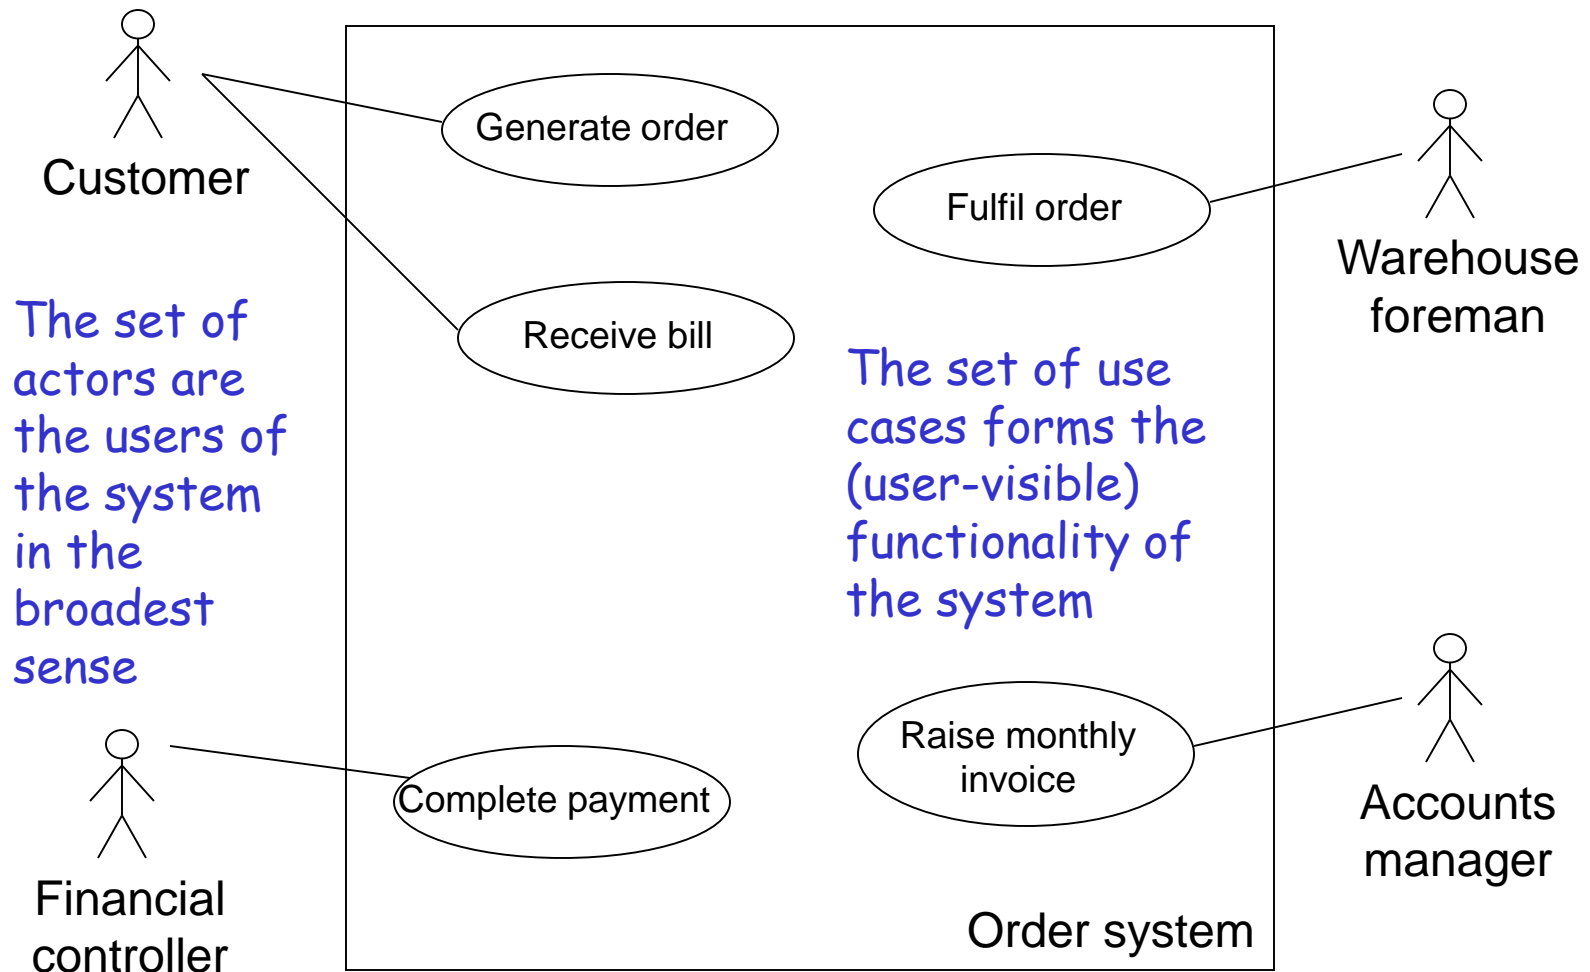 Generate order
Customer
Fulfil order
Warehouse
foreman
The set of
actors are
the users of
the system
in the
broadest
sense
Receive bill
The set of use
cases forms the
(user-visible)
functionality of
the system
Complete payment
Raise monthly
invoice
Accounts
manager
Financial
controller
Order system